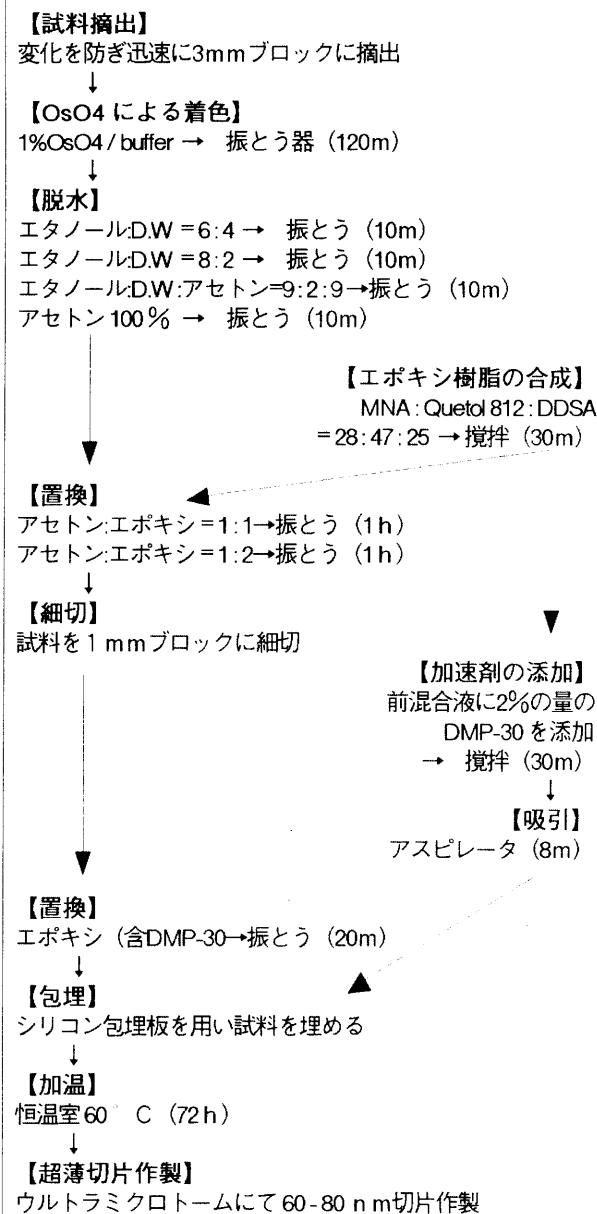 【試料摘出】
変化を防ぎ迅速に3mmブロックに摘出
↓
【OsO4 による着色】
1%OsO4 / buffer → 振とう器（120m）
↓
【脱水】
エタノール:D.W =6:4 → 振とう（10m）
エタノール:D.W =8:2 → 振とう（10m）
エタノール:D.W:アセトン=9:2:9→振とう（10m）
アセトン 100% → 振とう（10m）
【エポキシ樹脂の合成】
MNA : Quetol 812 : DDSA
=28:47:25 →撹拌（30m）
【置換】
アセトン:エポキシ=1:1→振とう（1h）
アセトン:エポキシ=1:2→振とう（1h）
↓
【細切】
試料を1 mmブロックに細切
【加速剤の添加】
前混合液に2%の量の
DMP-30 を添加
→ 撹拌（30m）
↓
【吸引】
アスピレータ（8m）
【置換】
エポキシ（含DMP-30→振とう（20m）
↓
【包埋】
シリコン包埋板を用い試料を埋める
↓
【加温】
恒温室60° C（72h）
↓
【超薄切片作製】
ウルトラミクロトームにて60-80 nm切片作製